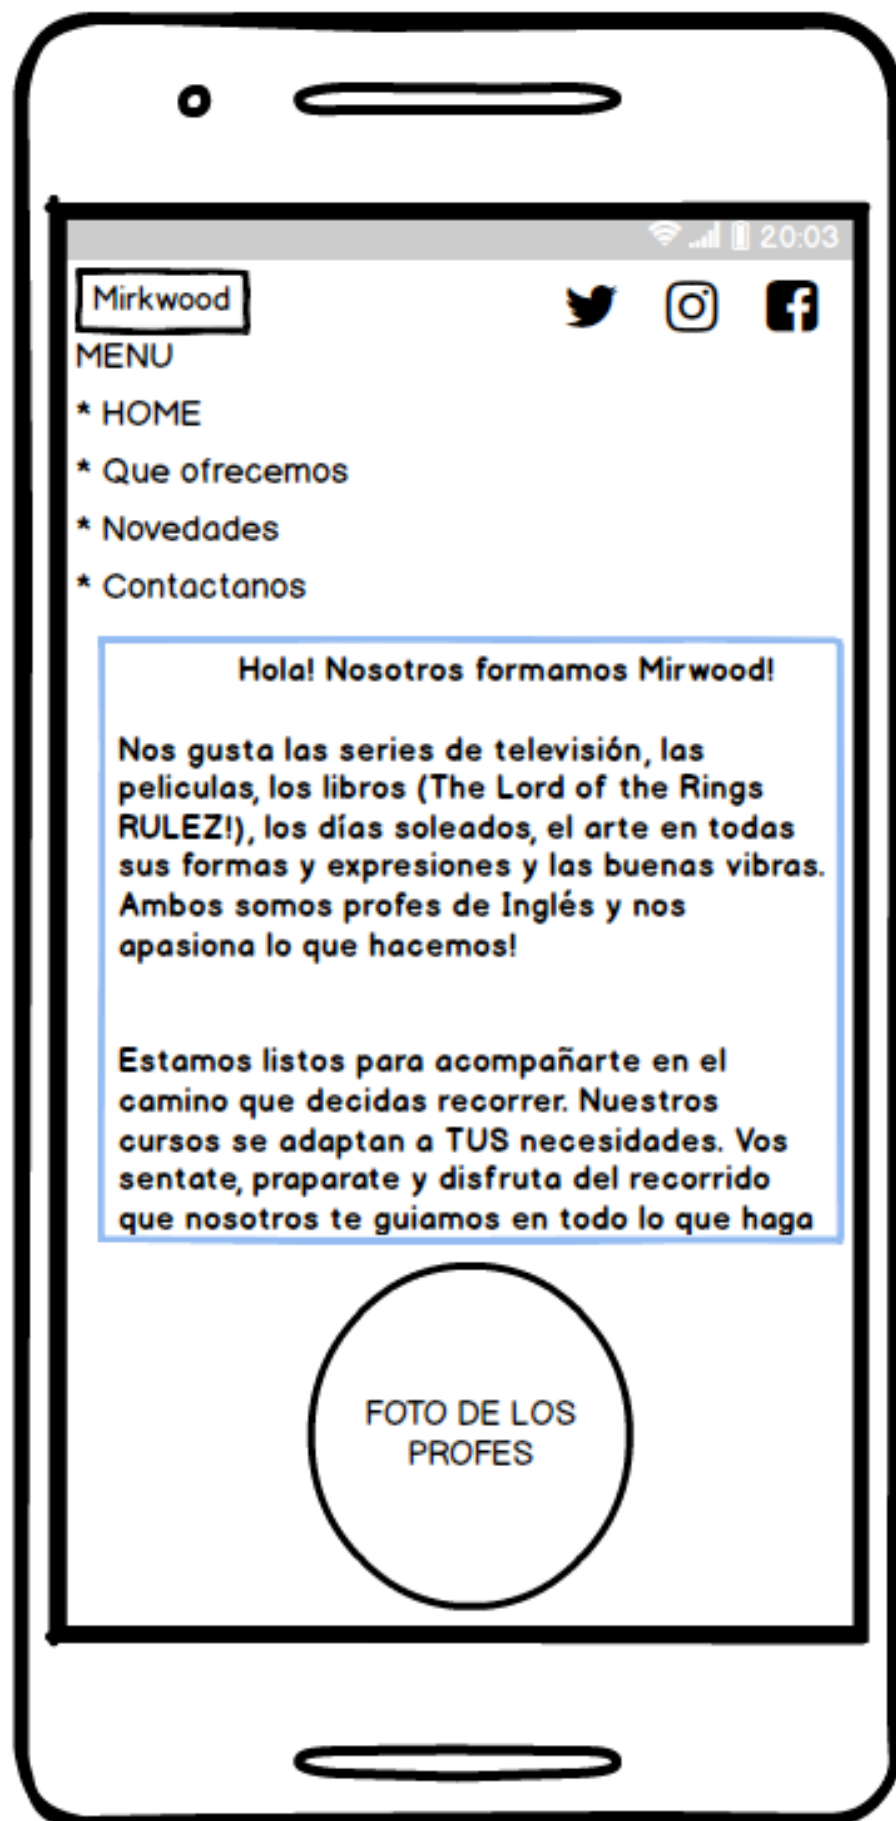 20:03
Mirkwood
MENU
* HOME
* Que ofrecemos
* Novedades
* Contactanos
Hola! Nosotros formamos Mirwood!
Nos gusta las series de televisión, las
peliculas, los libros (The Lord of the Rings
RULEZ!), los días soleados, el arte en todas
sus formas y expresiones y las buenas vibras.
Ambos somos profes de Inglés y nos
apasiona lo que hacemos!
Estamos listos para acompañarte en el
camino que decidas recorrer. Nuestros
cursos se adaptan a TUS necesidades. Vos
sentate, praparate y disfruta del recorrido
que nosotros te guiamos en todo lo que haga
FOTO DE LOS
PROFES